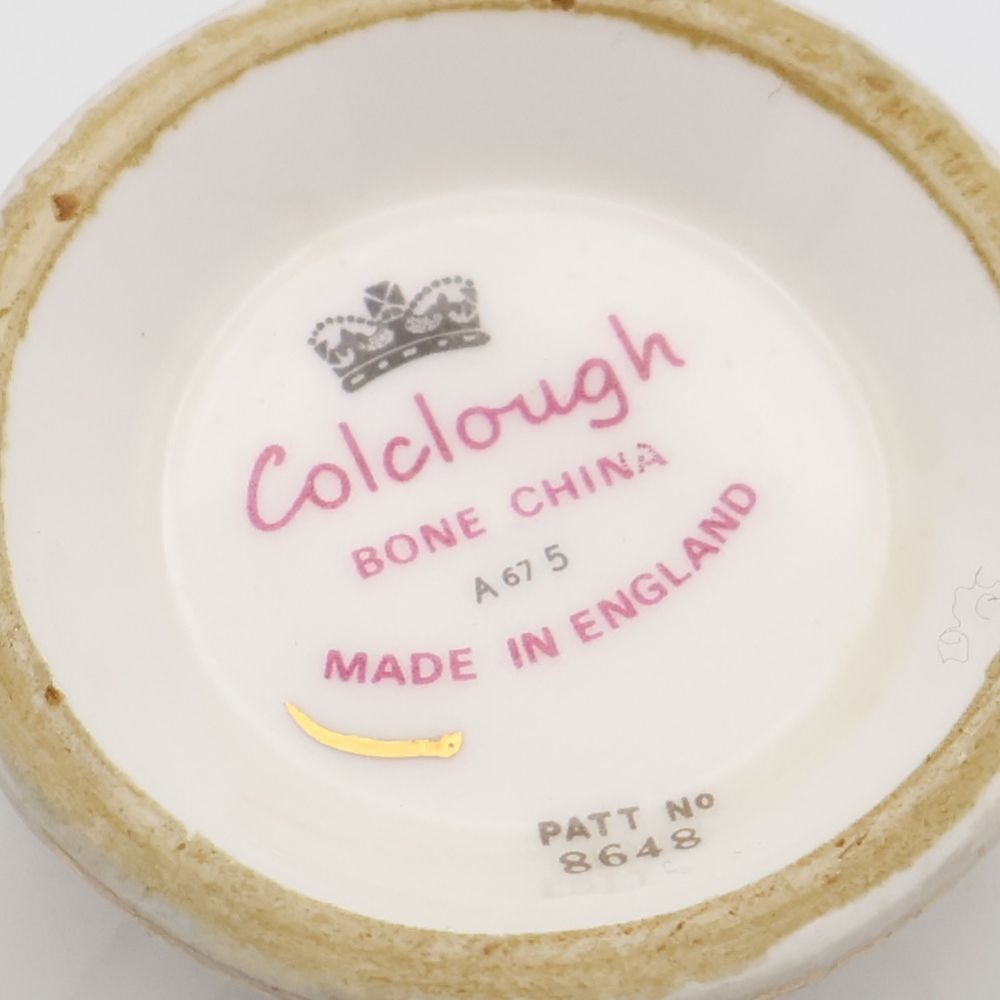 Colclough
BONE CHINA
A 67 5
MADE IN ENGLAND
PATT Nº
8648